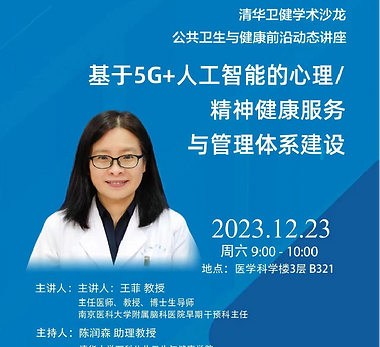 清华卫健学术沙龙
公共卫生与健康前沿动态讲座
基于5G+人工智能的心理/
精神健康服务
与管理体系建设
2023.12.23
周六 9:00 - 10:00
地点：医学科学楼3层 B321
主讲人：主讲人：王菲 教授
主任医师、教授、博士生导师
南京医科大学附属脑科医院早期干预科主任
主持人：陈润森 助理教授